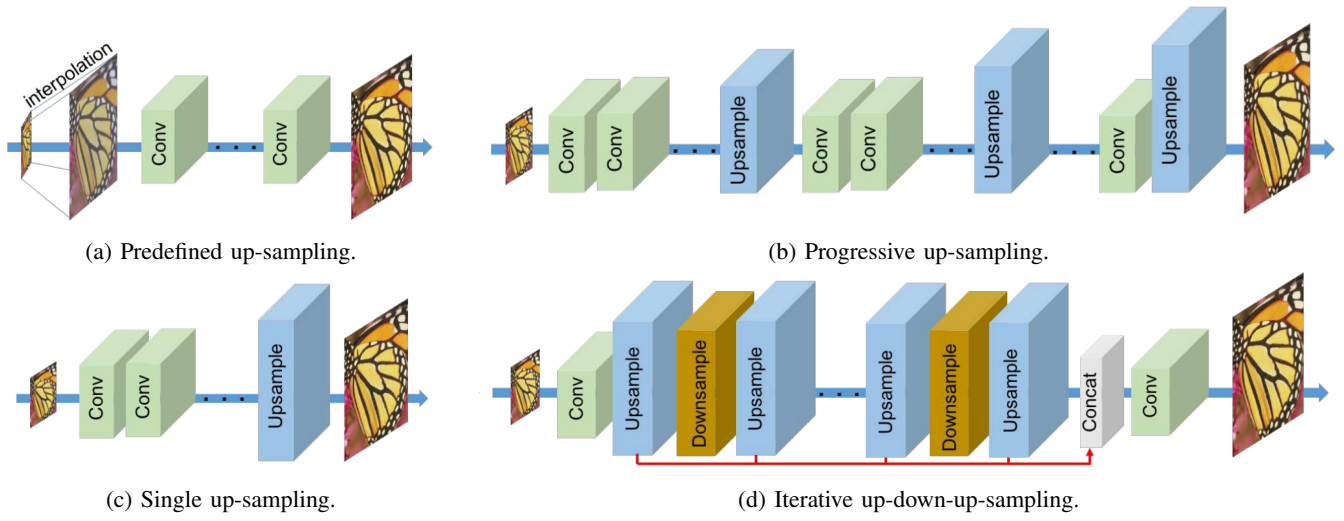 interpolation
Conv
Conv
(a) Predefined up-sampling.
Conv
Conv
Upsample
Conv
Conv
Upsample
Conv
Upsample
(b) Progressive up-sampling.
Conv
Conv
Upsample
(c) Single up-sampling.
Conv
Upsample
Downsample
Upsample
Upsample
Downsample
Upsample
Concat
Conv
(d) Iterative up-down-up-sampling.